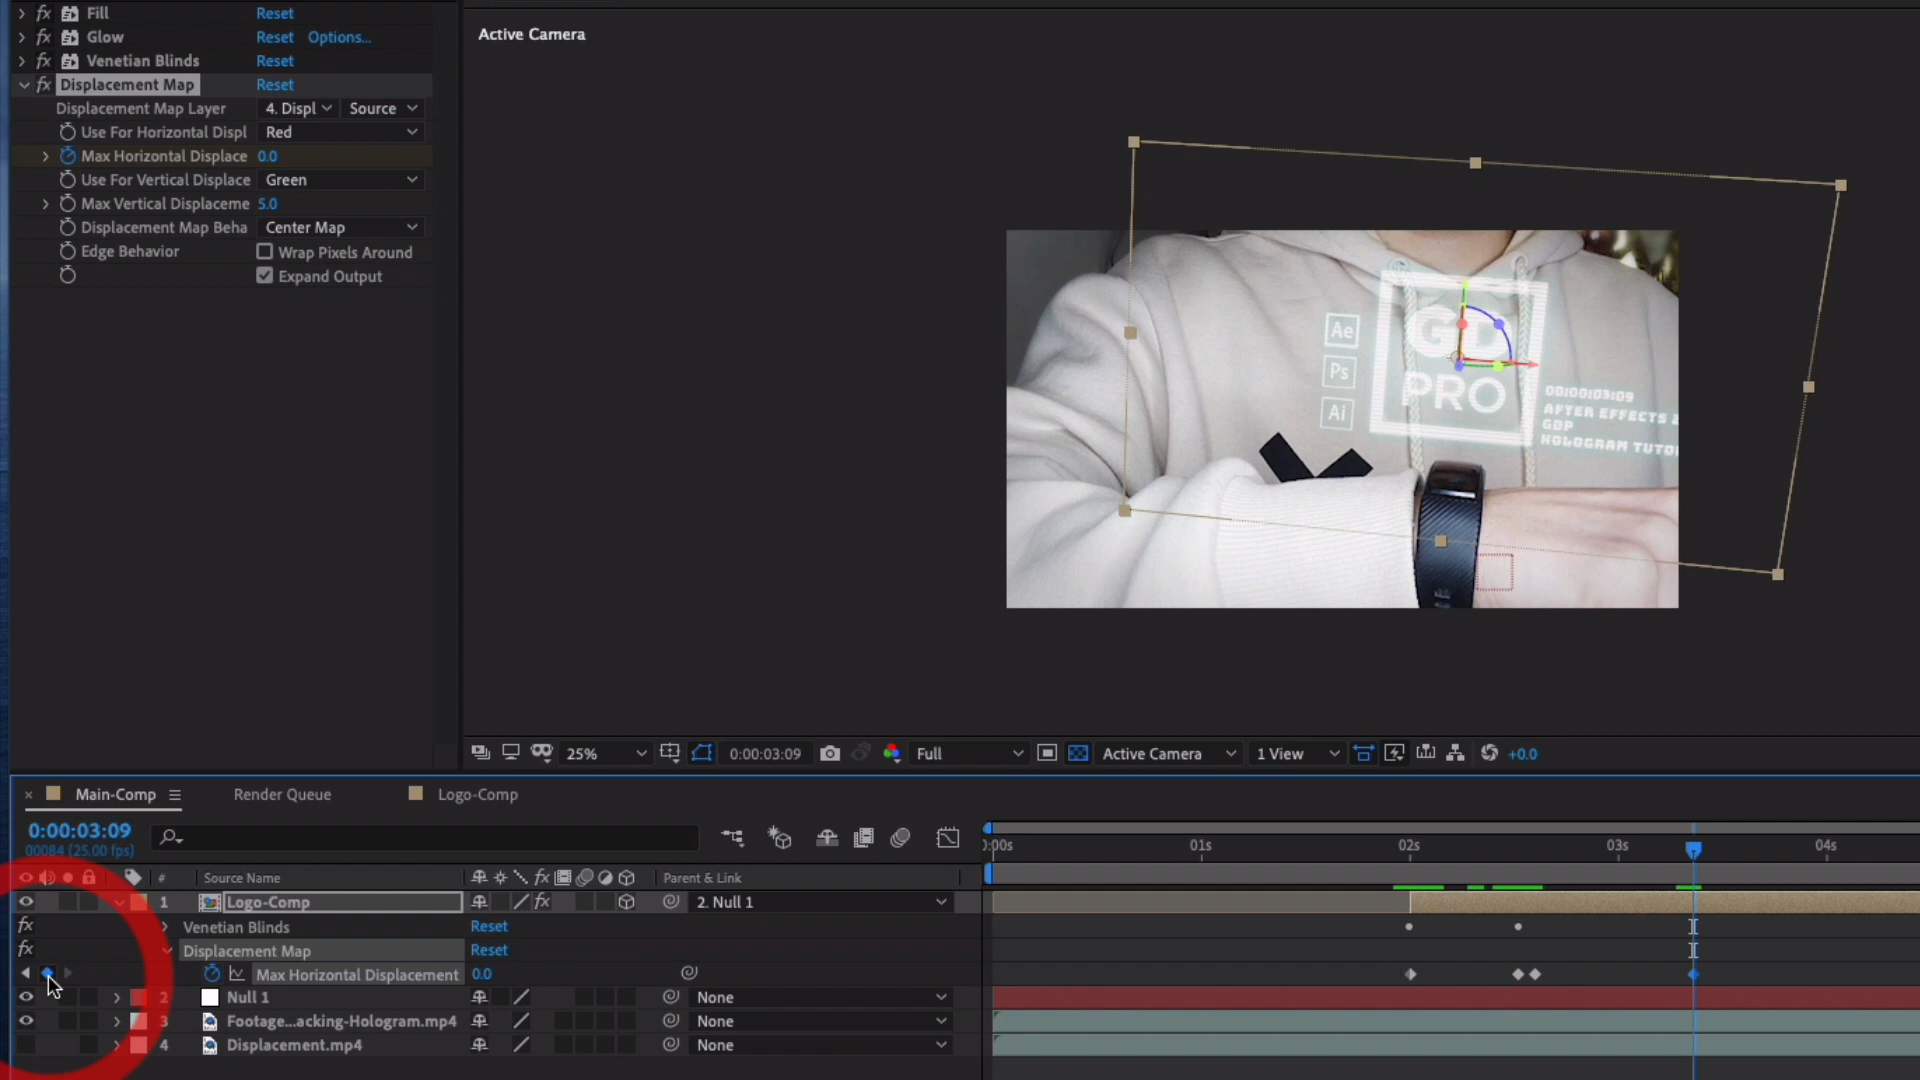 Fill Reset
Glow Reset Options...
Venetian Blinds Reset
Displacement Map Reset
Displacement Map Layer 4. Displ Source
Use For Horizontal Displ Red
Max Horizontal Displace 0.0
Use For Vertical Displace Green
Max Vertical Displaceme 5.0
Displacement Map Beha Center Map
Edge Behavior Wrap Pixels Around
Expand Output
Active Camera
Ae
Ps
Ai
GD
PRO
00:00:03:09
AFTER EFFECTS &
GDP
HOLOGRAM TUTO
25% 0:00:03:09 Full Active Camera 1 View +0.0
Main-Comp Render Queue Logo-Comp
0:00:03:09
00084 (25.00 fps)
:00s 01s 02s 03s 04s
# Source Name Parent & Link
1 Logo-Comp 2. Null 1
Venetian Blinds Reset
Displacement Map Reset
Max Horizontal Displacement 0.0
2 Null 1 None
3 Footage...acking-Hologram.mp4 None
4 Displacement.mp4 None